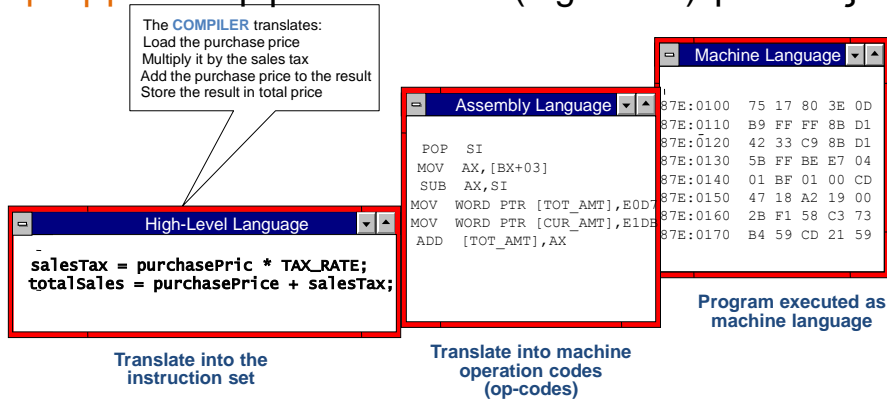 The COMPILER translates:
Load the purchase price
Multiply it by the sales tax
Add the purchase price to the result
Store the result in total price
High-Level Language
salesTax = purchasePric * TAX_RATE;
totalSales = purchasePrice + salesTax;
Translate into the
instruction set
Assembly Language
POP SI
MOV AX,[BX+03]
SUB AX,SI
MOV WORD PTR [TOT_AMT],E0D7
MOV WORD PTR [CUR_AMT],E1DB
ADD [TOT_AMT],AX
Translate into machine
operation codes
(op-codes)
Machine Language
87E:0100 75 17 80 3E 0D
87E:0110 B9 FF FF 8B D1
87E:0120 42 33 C9 8B D1
87E:0130 5B FF BE E7 04
87E:0140 01 BF 01 00 CD
87E:0150 47 18 A2 19 00
87E:0160 2B F1 58 C3 73
87E:0170 B4 59 CD 21 59
Program executed as
machine language